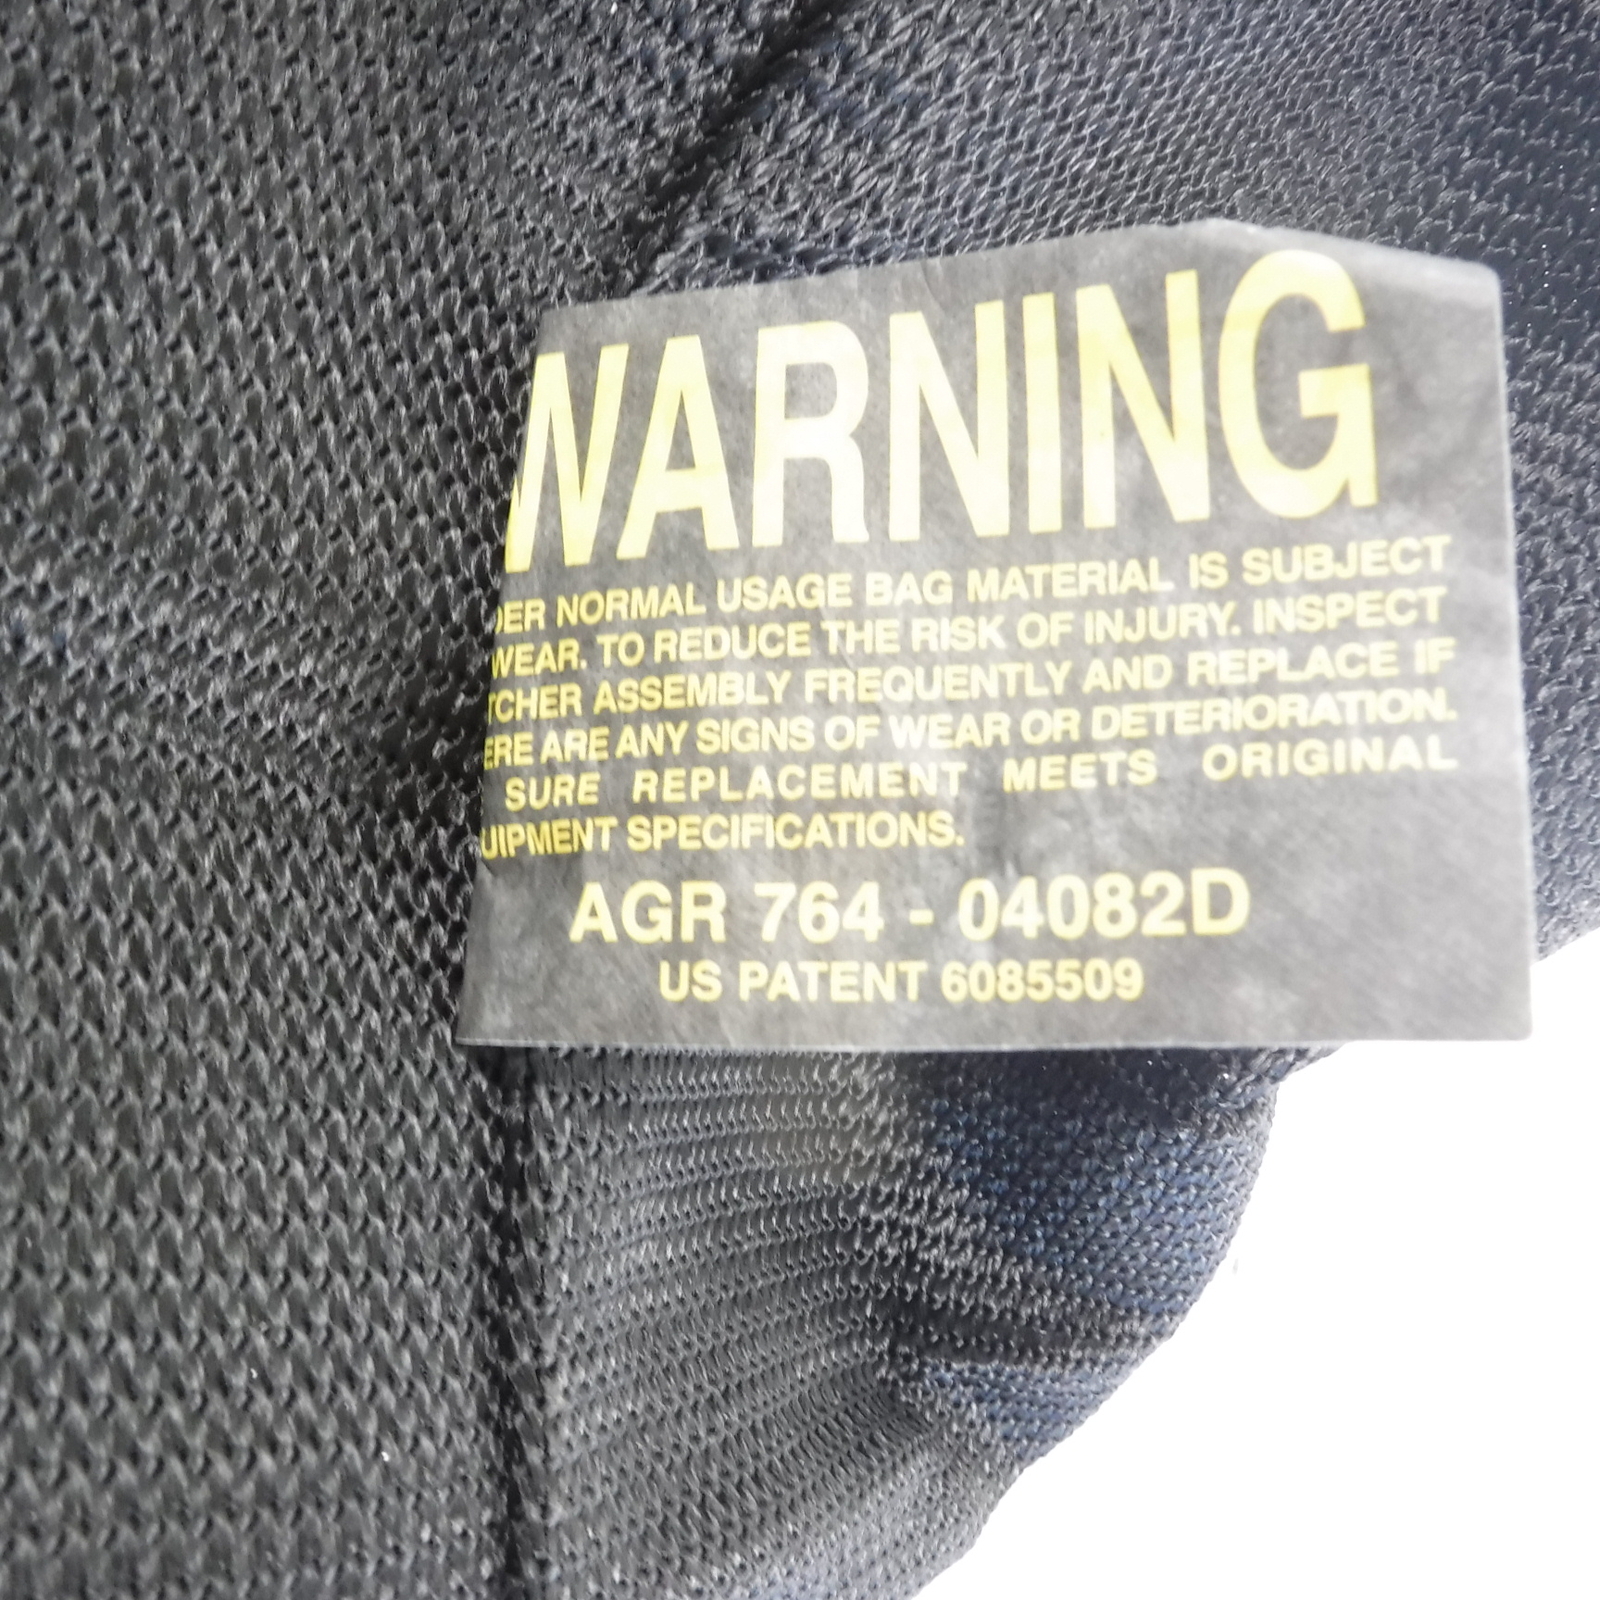 WARNING
DER NORMAL USAGE BAG MATERIAL IS SUBJECT
WEAR. TO REDUCE THE RISK OF INJURY. INSPECT
TCHER ASSEMBLY FREQUENTLY AND REPLACE IF
ERE ARE ANY SIGNS OF WEAR OR DETERIORATION.
SURE REPLACEMENT MEETS ORIGINAL
UIPMENT SPECIFICATIONS.
AGR 764 - 04082D
US PATENT 6085509